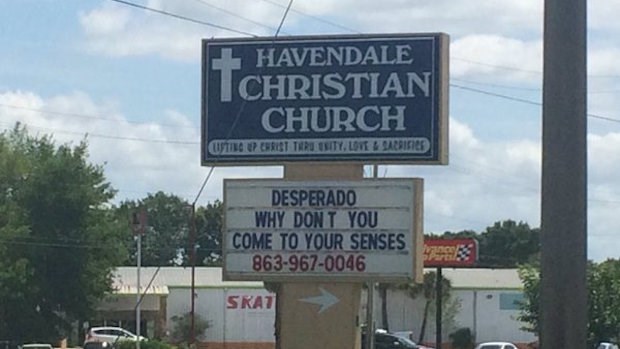 HAVENDALE
CHRISTIAN
CHURCH
LIFTING UP CHRIST THRU UNITY, LOVE & SACRIFICE
DESPERADO
WHY DON T YOU
COME TO YOUR SENSES
863-967-0046
SKAT